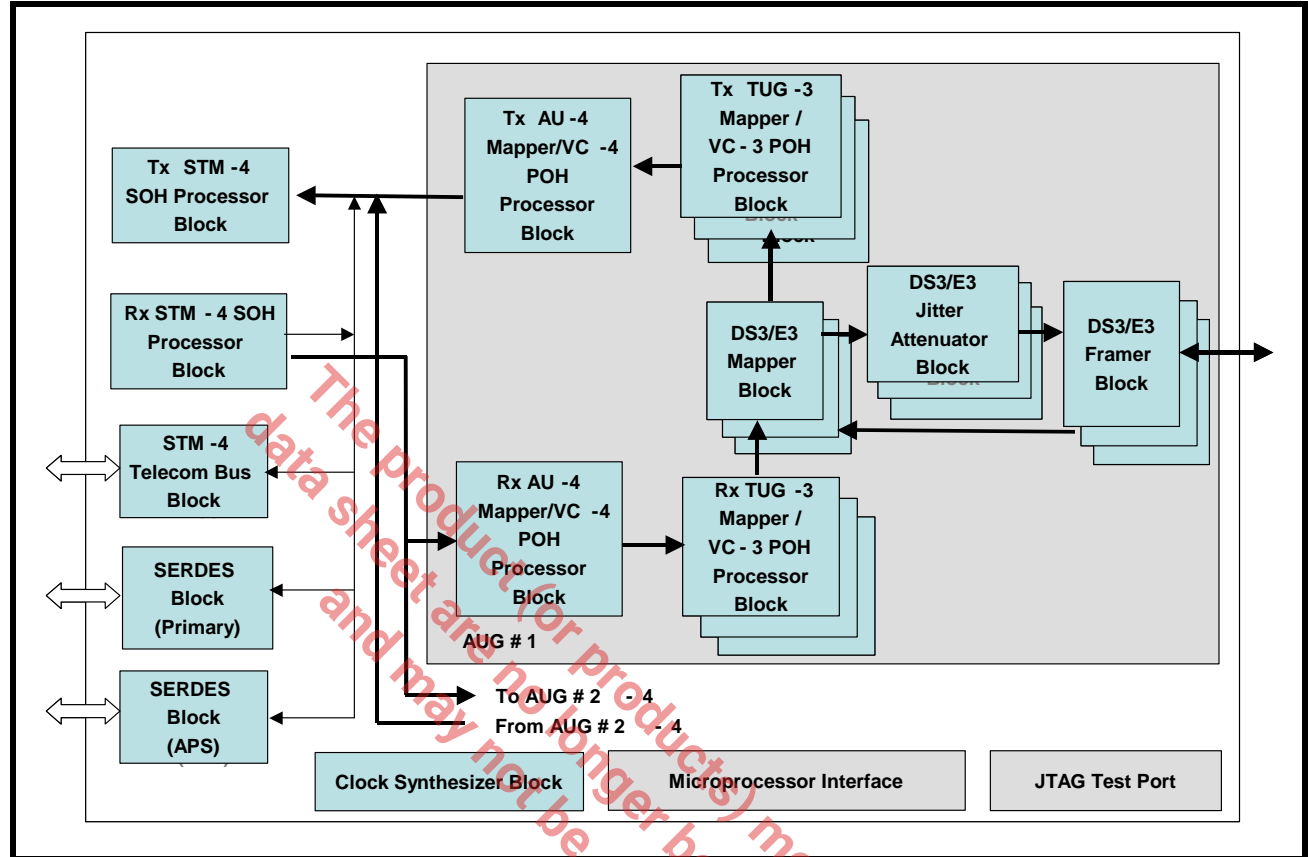 Tx TUG -3
Mapper /
VC - 3 POH
Processor
Block
Block
Block
Tx AU -4
Mapper/VC -4
POH
Processor
Block
Tx STM -4
SOH Processor
Block
Rx STM - 4 SOH
Processor
Block
DS3/E3
Mapper
Block
DS3/E3
Jitter
Attenuator
Block
Block
DS3/E3
Framer
Block
STM -4
Telecom Bus
Block
Rx AU -4
Mapper/VC -4
POH
Processor
Block
Rx TUG -3
Mapper /
VC - 3 POH
Processor
Block
SERDES
Block
(Primary)
AUG # 1
SERDES
Block
(APS)
To AUG # 2 - 4
From AUG # 2 - 4
Clock Synthesizer Block
Microprocessor Interface
JTAG Test Port
The product (or products)
data sheet are no longer
and may not be